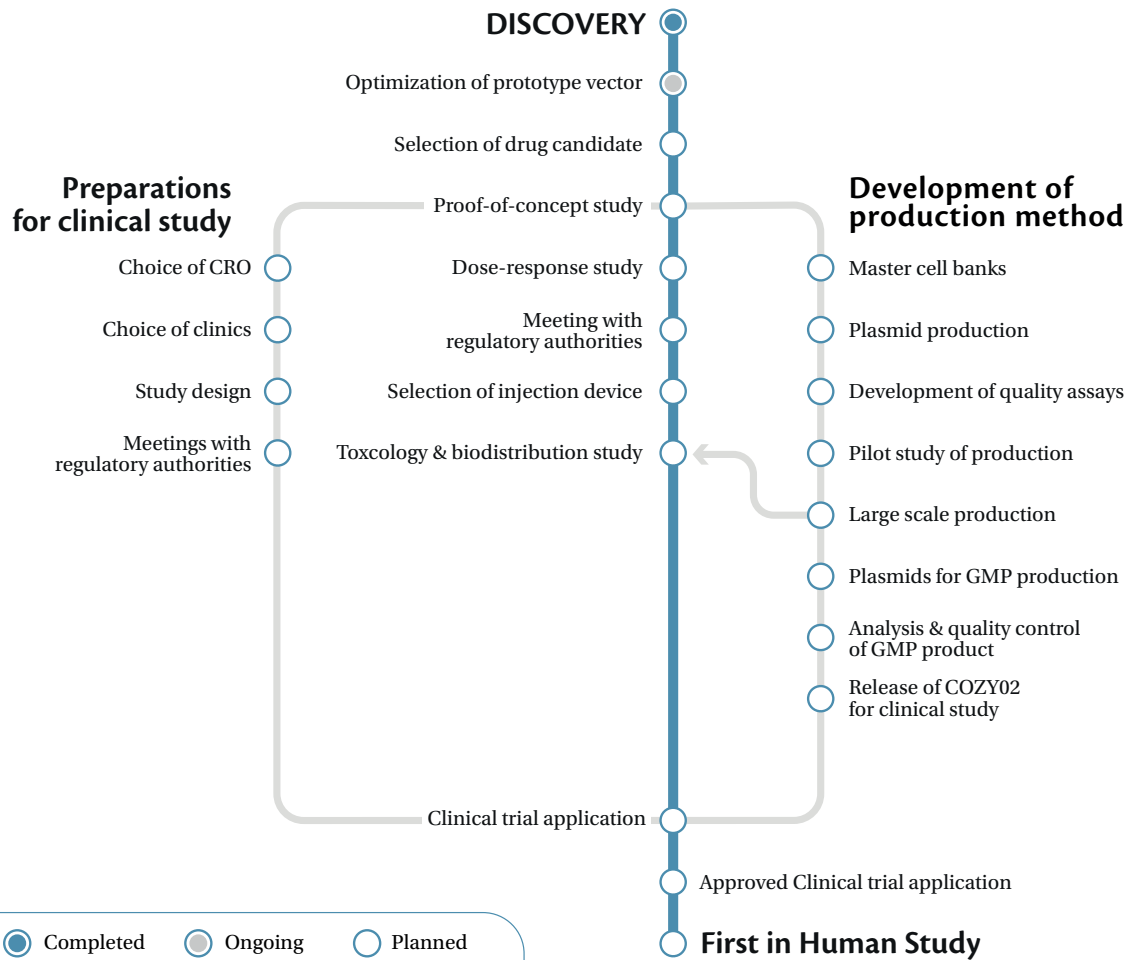 DISCOVERY
Optimization of prototype vector
Selection of drug candidate
Proof-of-concept study
Dose-response study
Meeting with
regulatory authorities
Selection of injection device
Toxcology & biodistribution study
Preparations
for clinical study
Choice of CRO
Choice of clinics
Study design
Meetings with
regulatory authorities
Development of
production method
Master cell banks
Plasmid production
Development of quality assays
Pilot study of production
Large scale production
Plasmids for GMP production
Analysis & quality control
of GMP product
Release of COZY02
for clinical study
Clinical trial application
Approved Clinical trial application
First in Human Study
Completed
Ongoing
Planned